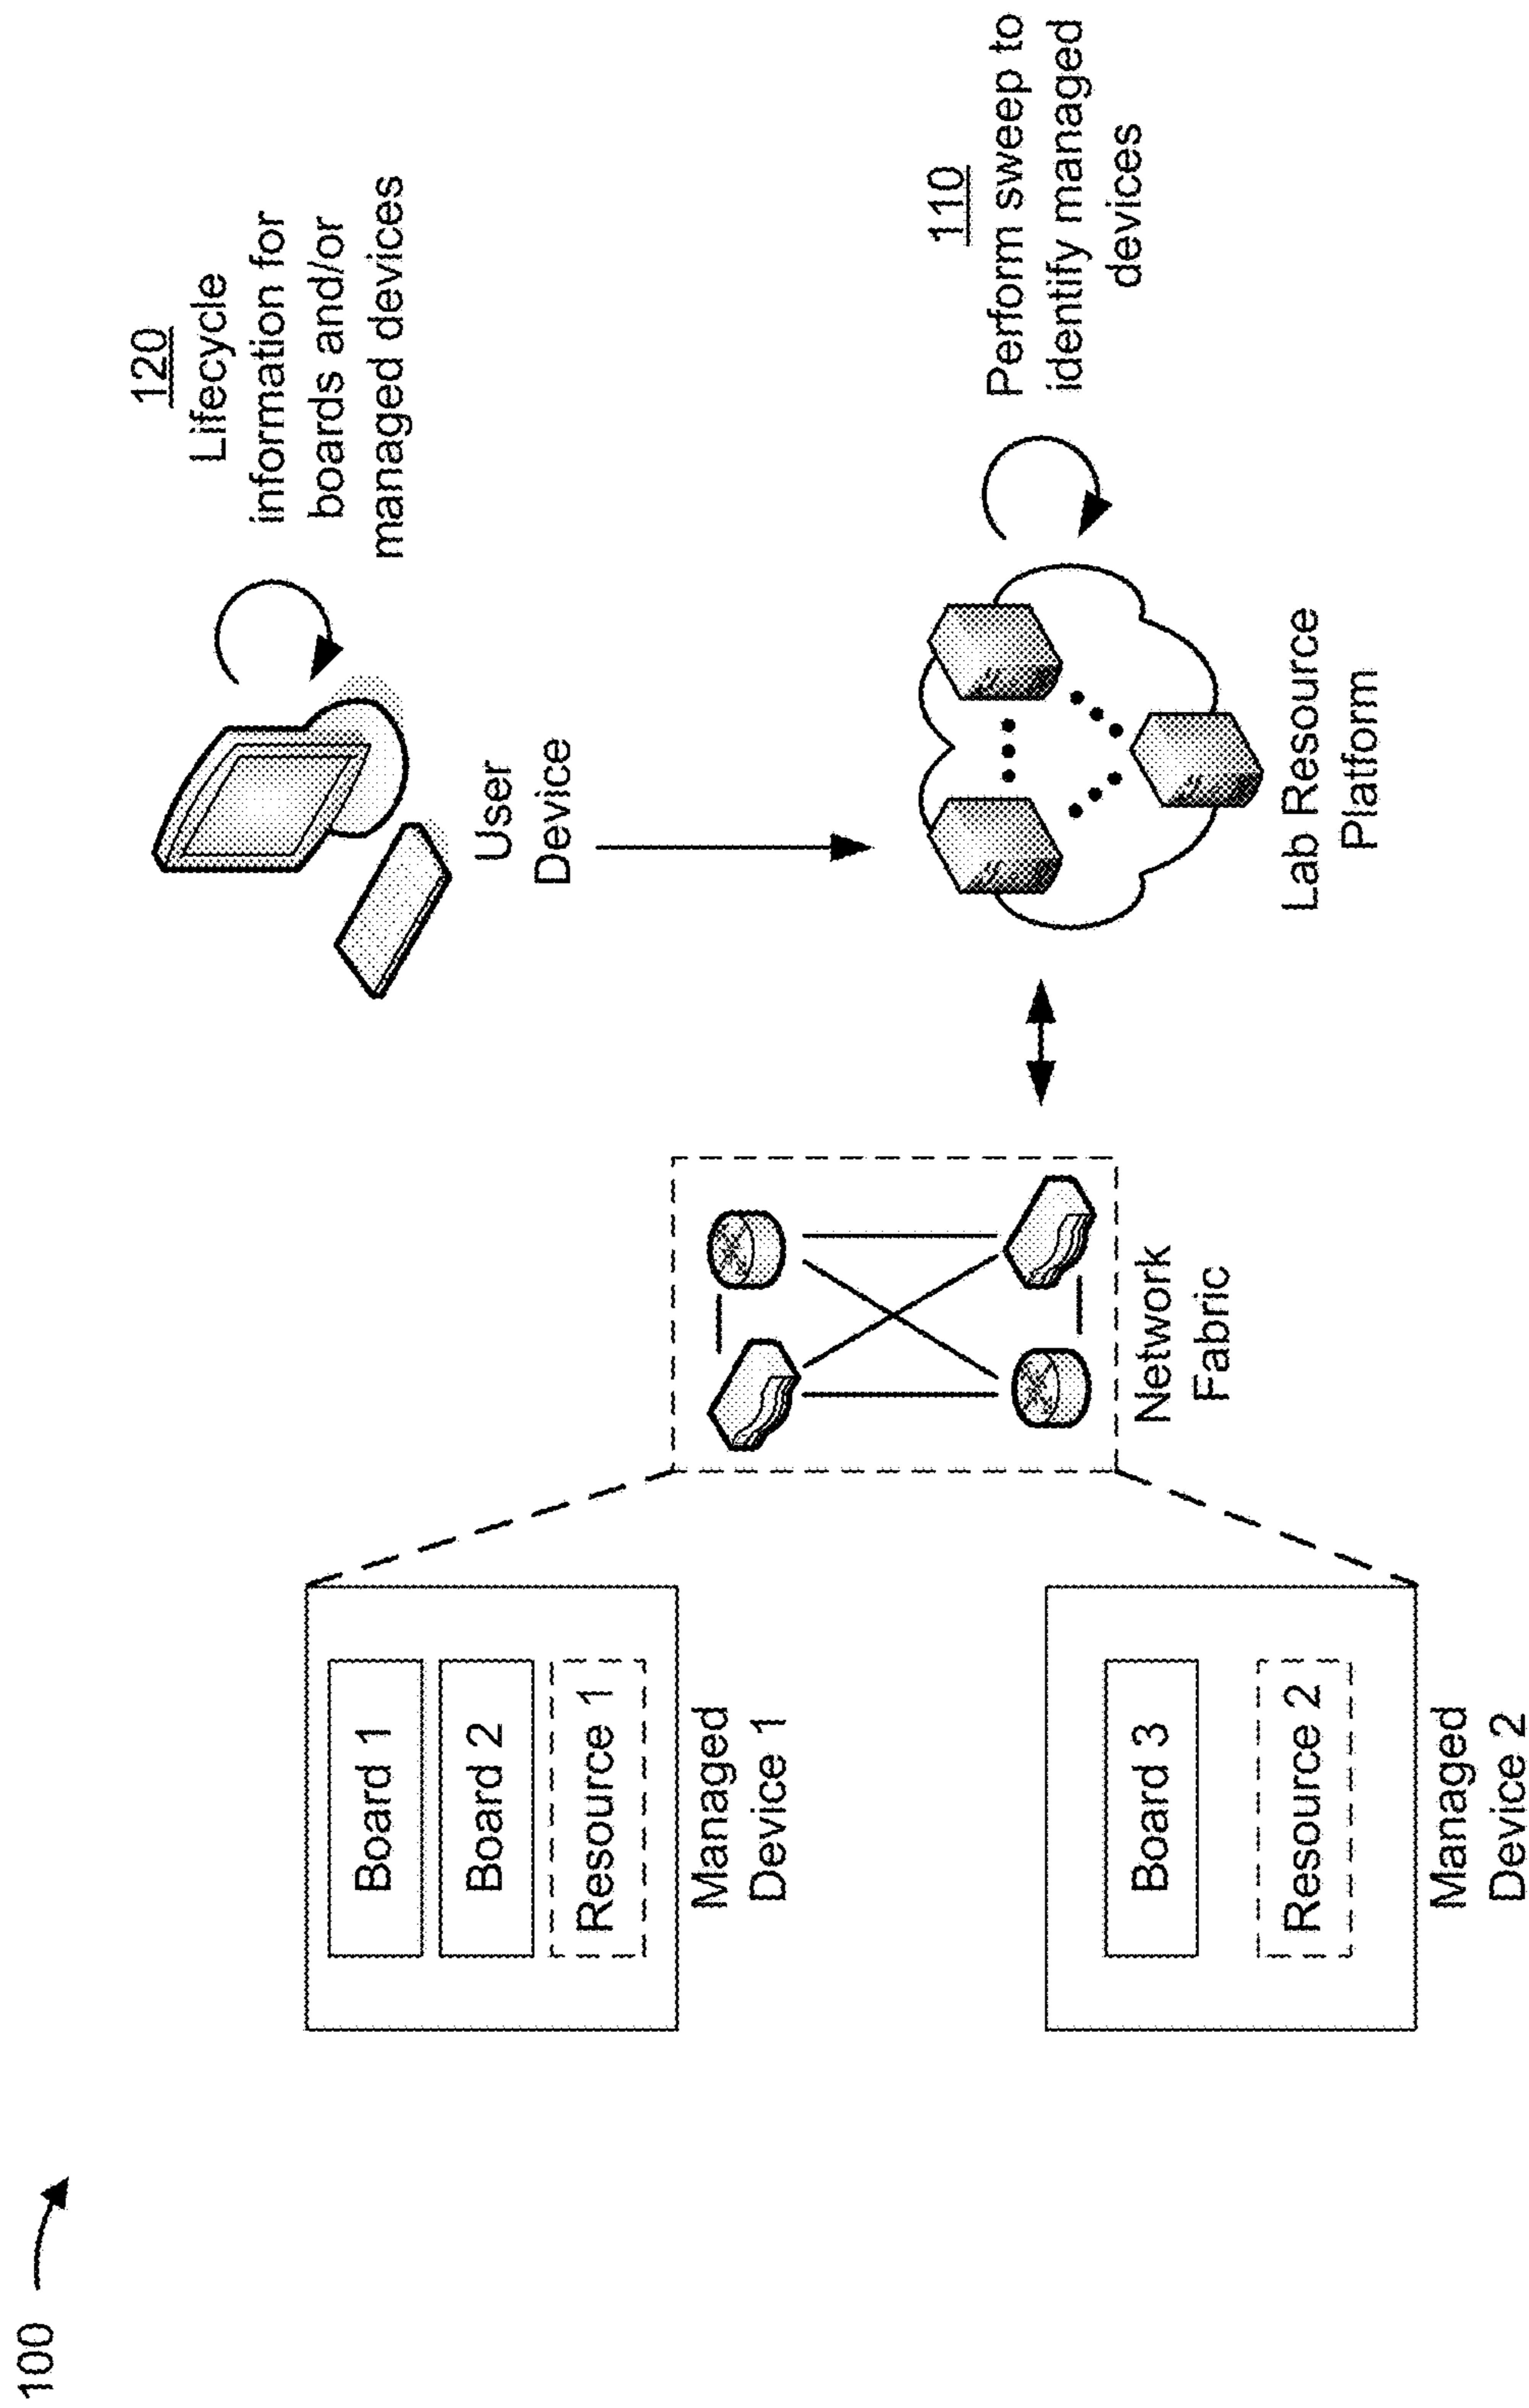 100
Board 1
Board 2
Resource 1
Managed
Device 1
Board 3
Resource 2
Managed
Device 2
Network
Fabric
User
Device
120
Lifecycle
information for
boards and/or
managed devices
Lab Resource
Platform
110
Perform sweep to
identify managed
devices